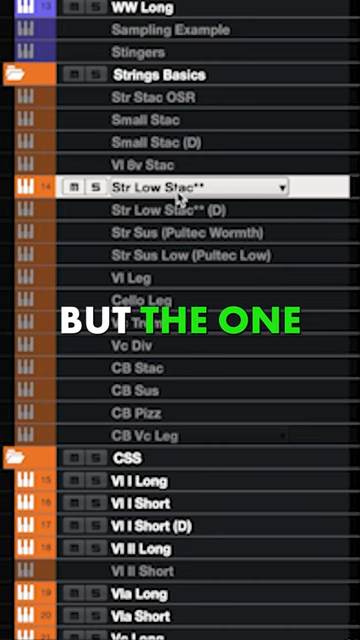 13 WW Long
Sampling Example
Stingers
m S Strings Basics
Str Stac OSR
Small Stac
Small Stac (D)
Vl 8v Stac
14 m S Str Low Stac**
Str Low Stac** (D)
Str Sus (Pultec Wormth)
Str Sus Low (Pultec Low)
Vl Leg
Cello Leg
BUT THE ONE
Vc Div
CB Stac
CB Sus
CB Pizz
CB Vc Leg
m S CSS
15 m S Vl I Long
16 m S Vl I Short
17 m S Vl I Short (D)
18 m S Vl II Long
Vl II Short
19 m S Vla Long
20 m S Vla Short
m S Vc Long